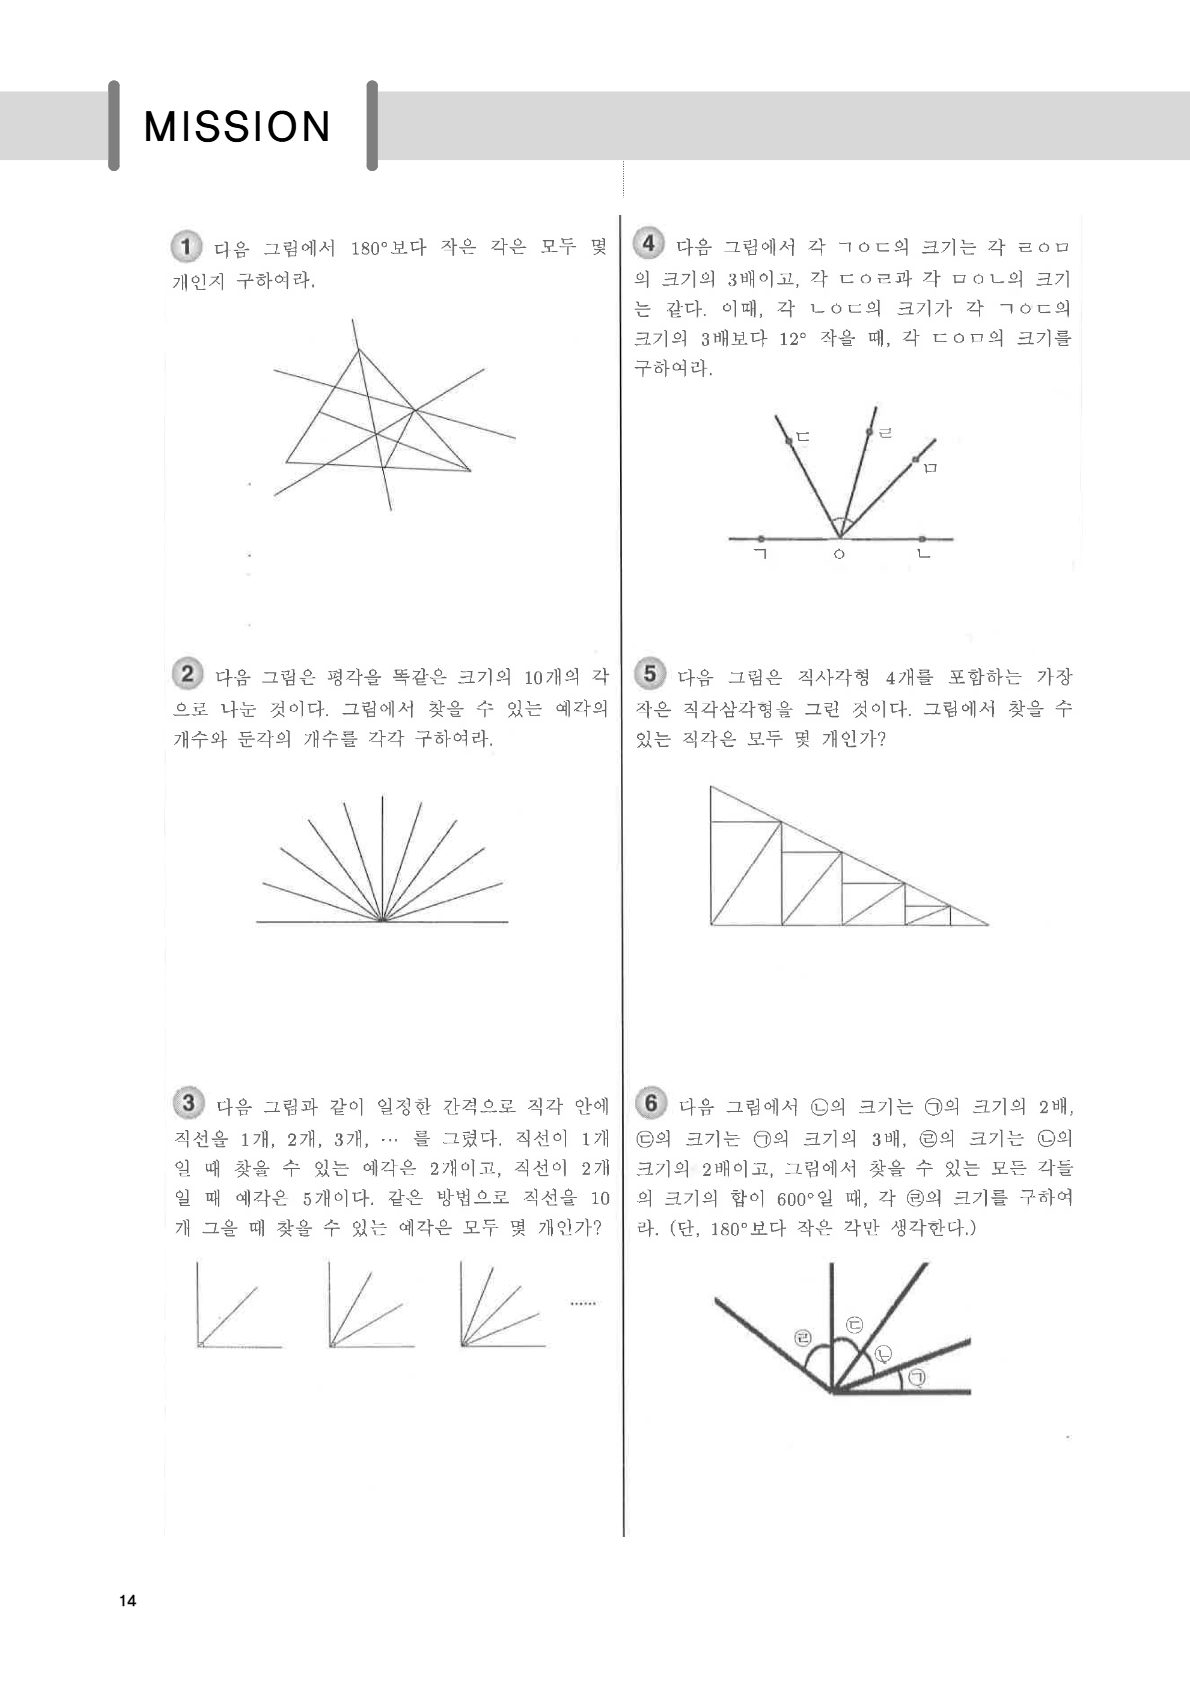 MISSION
1 다음 그림에서 180°보다 작은 각은 모두 몇
개인지 구하여라.
2 다음 그림은 평각을 똑같은 크기의 10개의 각
으로 나눈 것이다. 그림에서 찾을 수 있는 예각의
개수와 둔각의 개수를 각각 구하여라.
3 다음 그림과 같이 일정한 간격으로 직각 안에
직선을 1개, 2개, 3개, … 를 그렸다. 직선이 1개
일 때 찾을 수 있는 예각은 2개이고, 직선이 2개
일 때 예각은 5개이다. 같은 방법으로 직선을 10
개 그을 때 찾을 수 있는 예각은 모두 몇 개인가?
······
4 다음 그림에서 각 ㄱㅇㄷ의 크기는 각 ㄹㅇㅁ
의 크기의 3배이고, 각 ㄷㅇㄹ과 각 ㅁㅇㄴ의 크기
는 같다. 이때, 각 ㄴㅇㄷ의 크기가 각 ㄱㅇㄷ의
크기의 3배보다 12° 작을 때, 각 ㄷㅇㅁ의 크기를
구하여라.
ㄷ ㄹ
ㅁ
ㄱ ㅇ ㄴ
5 다음 그림은 직사각형 4개를 포함하는 가장
작은 직각삼각형을 그린 것이다. 그림에서 찾을 수
있는 직각은 모두 몇 개인가?
6 다음 그림에서 ㉡의 크기는 ㉠의 크기의 2배,
㉢의 크기는 ㉠의 크기의 3배, ㉣의 크기는 ㉡의
크기의 2배이고, 그림에서 찾을 수 있는 모든 각들
의 크기의 합이 600°일 때, 각 ㉣의 크기를 구하여
라. (단, 180°보다 작은 각만 생각한다.)
㉣ ㉢
㉡
㉠
14